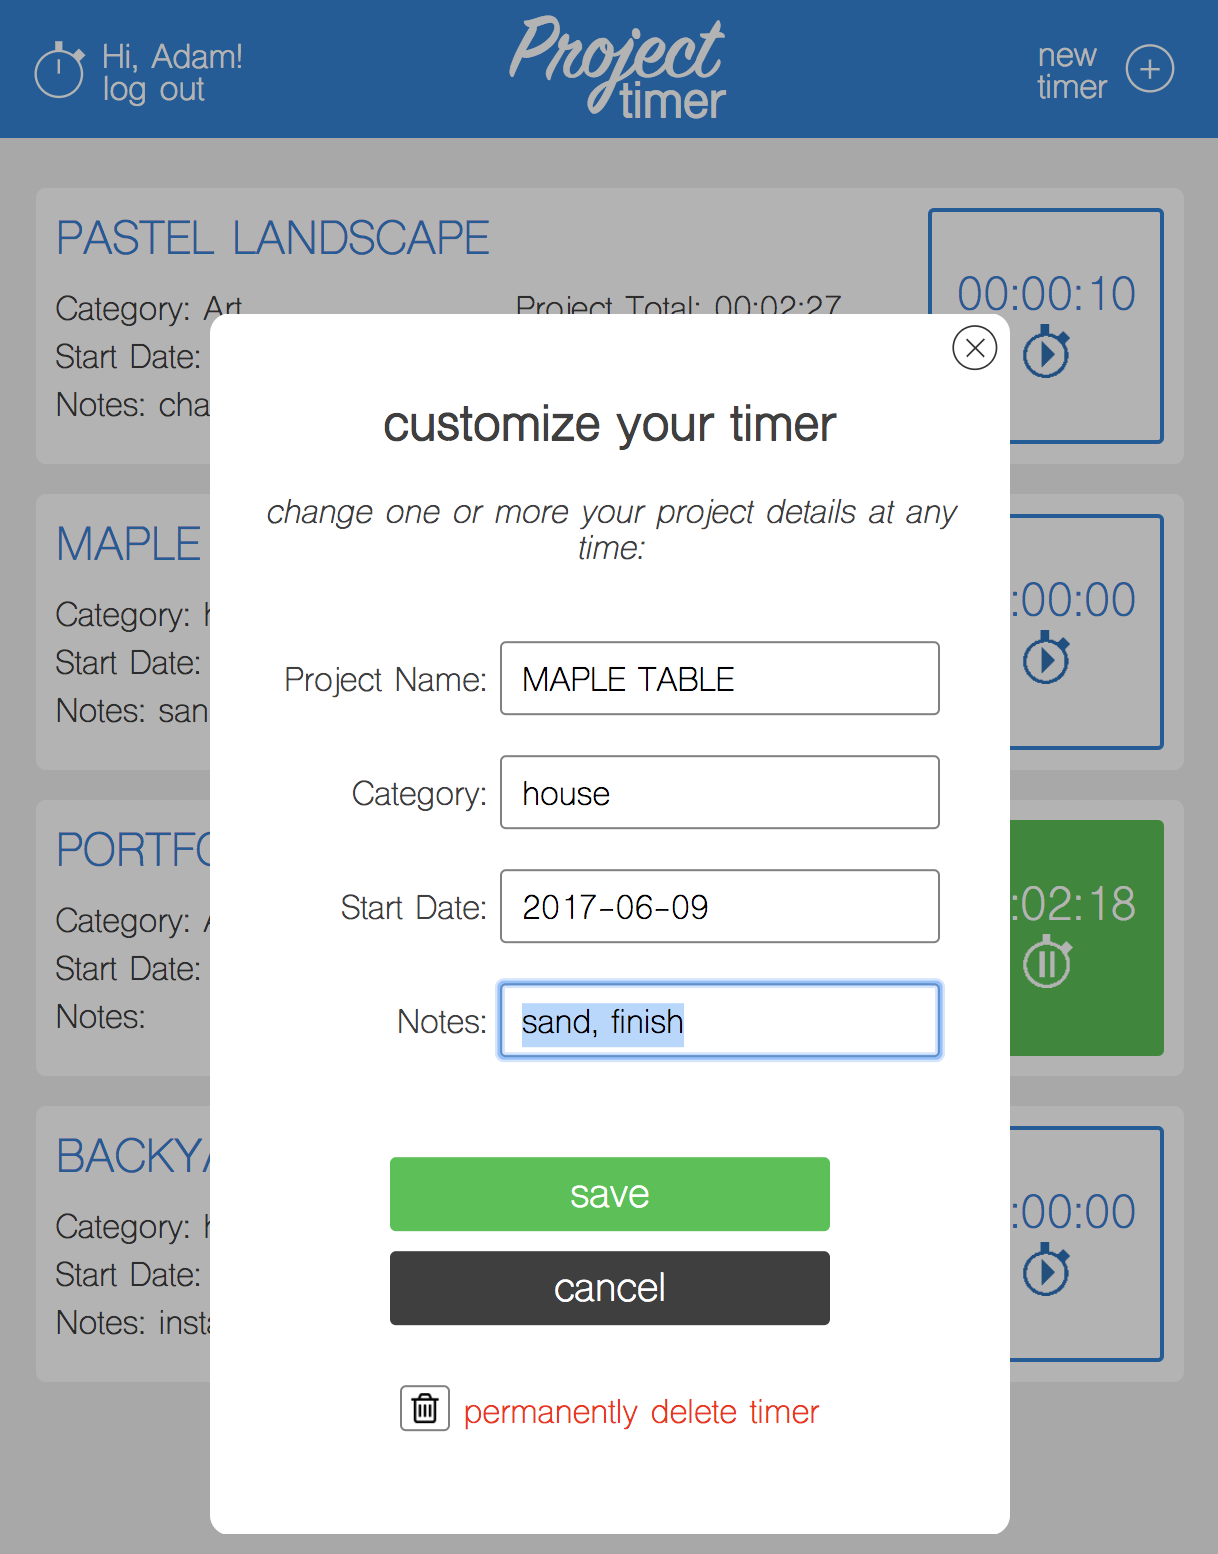 Hi, Adam!
log out
Project
timer
new
timer
PASTEL LANDSCAPE
Category: Art
Project Total: 00:02:27
00:00:10
Start Date:
Notes: cha
customize your timer
change one or more your project details at any
time:
MAPLE
:00:00
Category:
Start Date:
Notes: san
Project Name: MAPLE TABLE
Category: house
PORTFO
:02:18
Category:
Start Date:
Notes:
Start Date: 2017-06-09
Notes: sand, finish
BACKYA
:00:00
Category:
Start Date:
Notes: insta
save
cancel
permanently delete timer